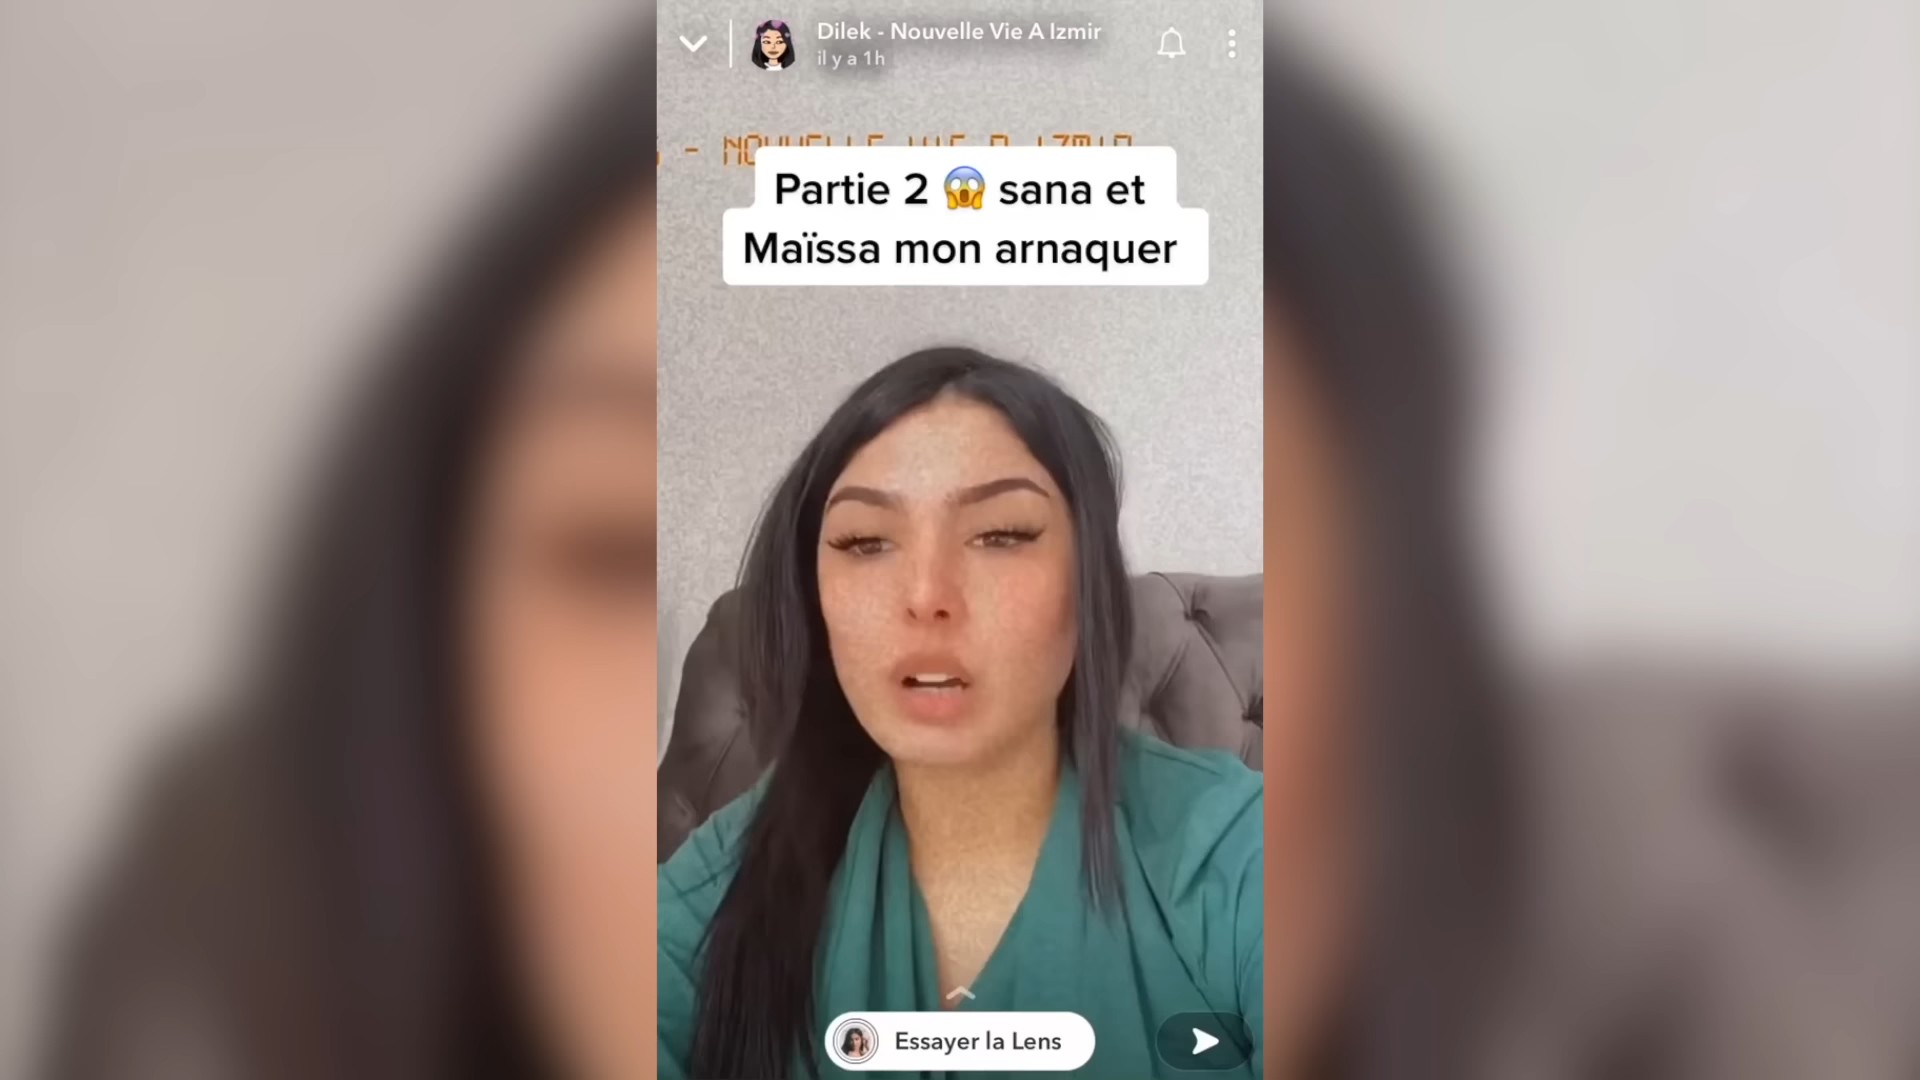 Dilek - Nouvelle Vie A Izmir
il y a 1h
Partie 2 😱 sana et
Maïssa mon arnaquer
Essayer la Lens